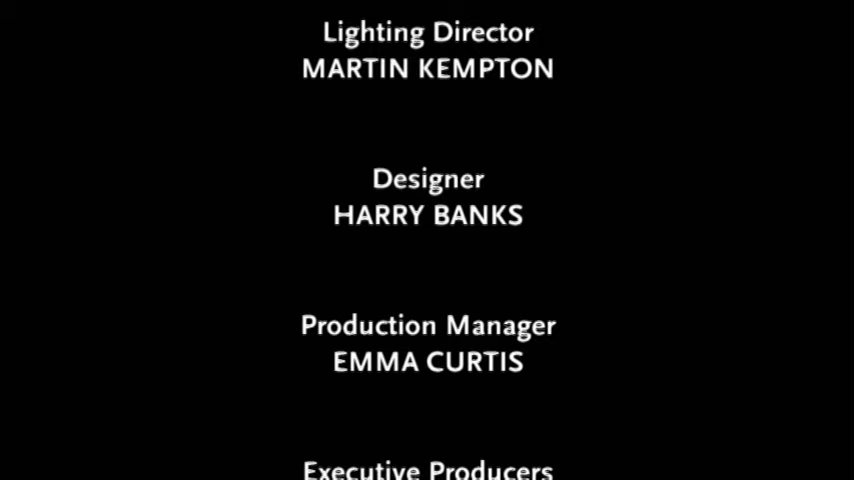 Lighting Director
MARTIN KEMPTON
Designer
HARRY BANKS
Production Manager
EMMA CURTIS
Executive Producers